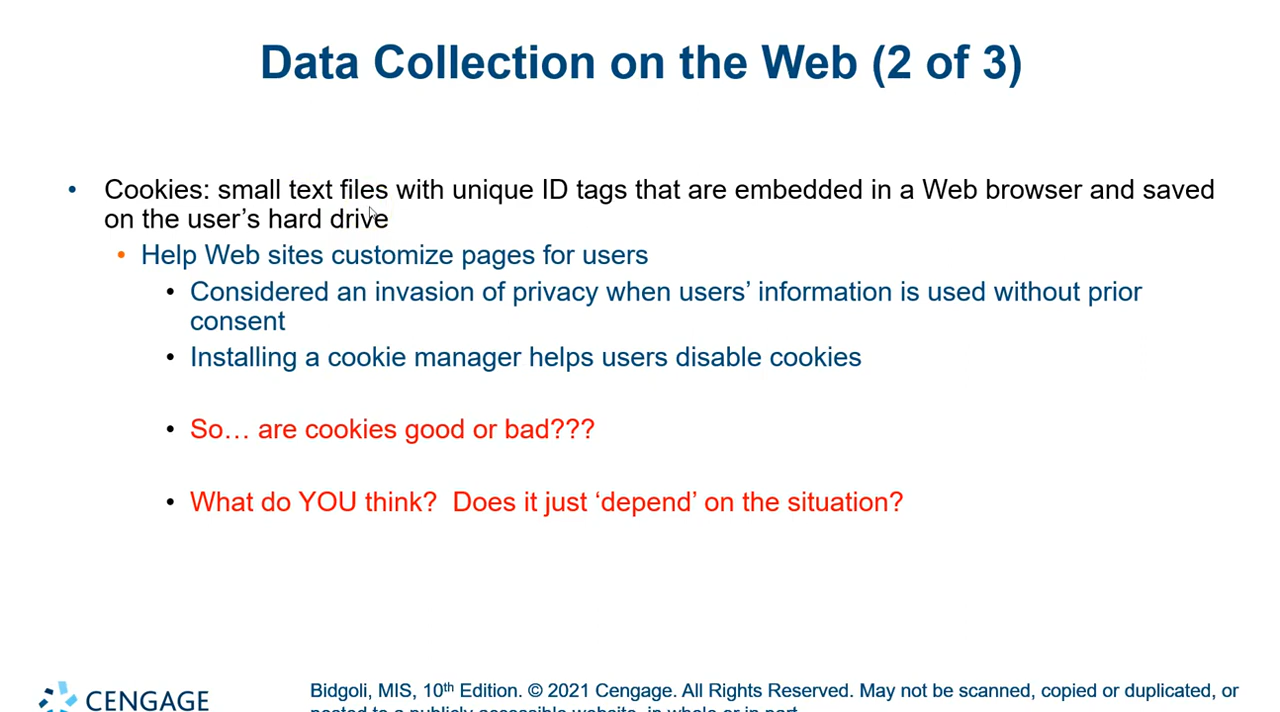 Data Collection on the Web (2 of 3)
• Cookies: small text files with unique ID tags that are embedded in a Web browser and saved
on the user’s hard drive
• Help Web sites customize pages for users
• Considered an invasion of privacy when users’ information is used without prior
consent
• Installing a cookie manager helps users disable cookies
• So… are cookies good or bad???
• What do YOU think?  Does it just ‘depend’ on the situation?
CENGAGE
Bidgoli, MIS, 10th Edition. © 2021 Cengage. All Rights Reserved. May not be scanned, copied or duplicated, or
posted to a publicly accessible website, in whole or in part.